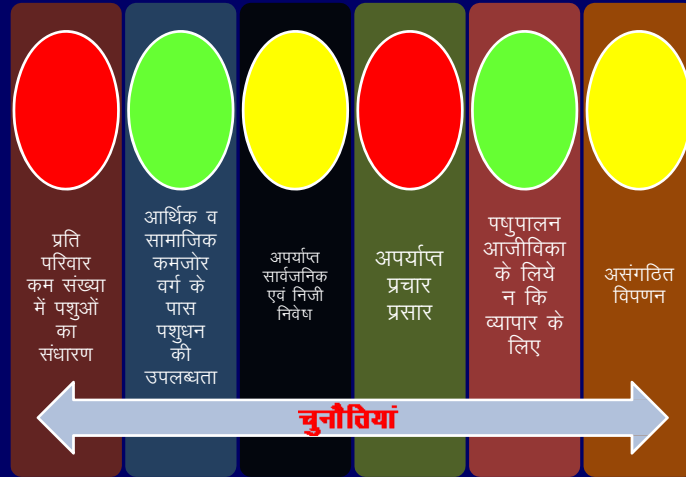 प्रति
परिवार
कम संख्या
में पशुओं
का
संधारण
आर्थिक व
सामाजिक
कमजोर
वर्ग के
पास
पशुधन
की
उपलब्धता
अपर्याप्त
सार्वजनिक
एवं निजी
निवेष
अपर्याप्त
प्रचार
प्रसार
पषुपालन
आजीविका
के लिये
न कि
व्यापार के
लिए
असंगठित
विपणन
चुनौतियां